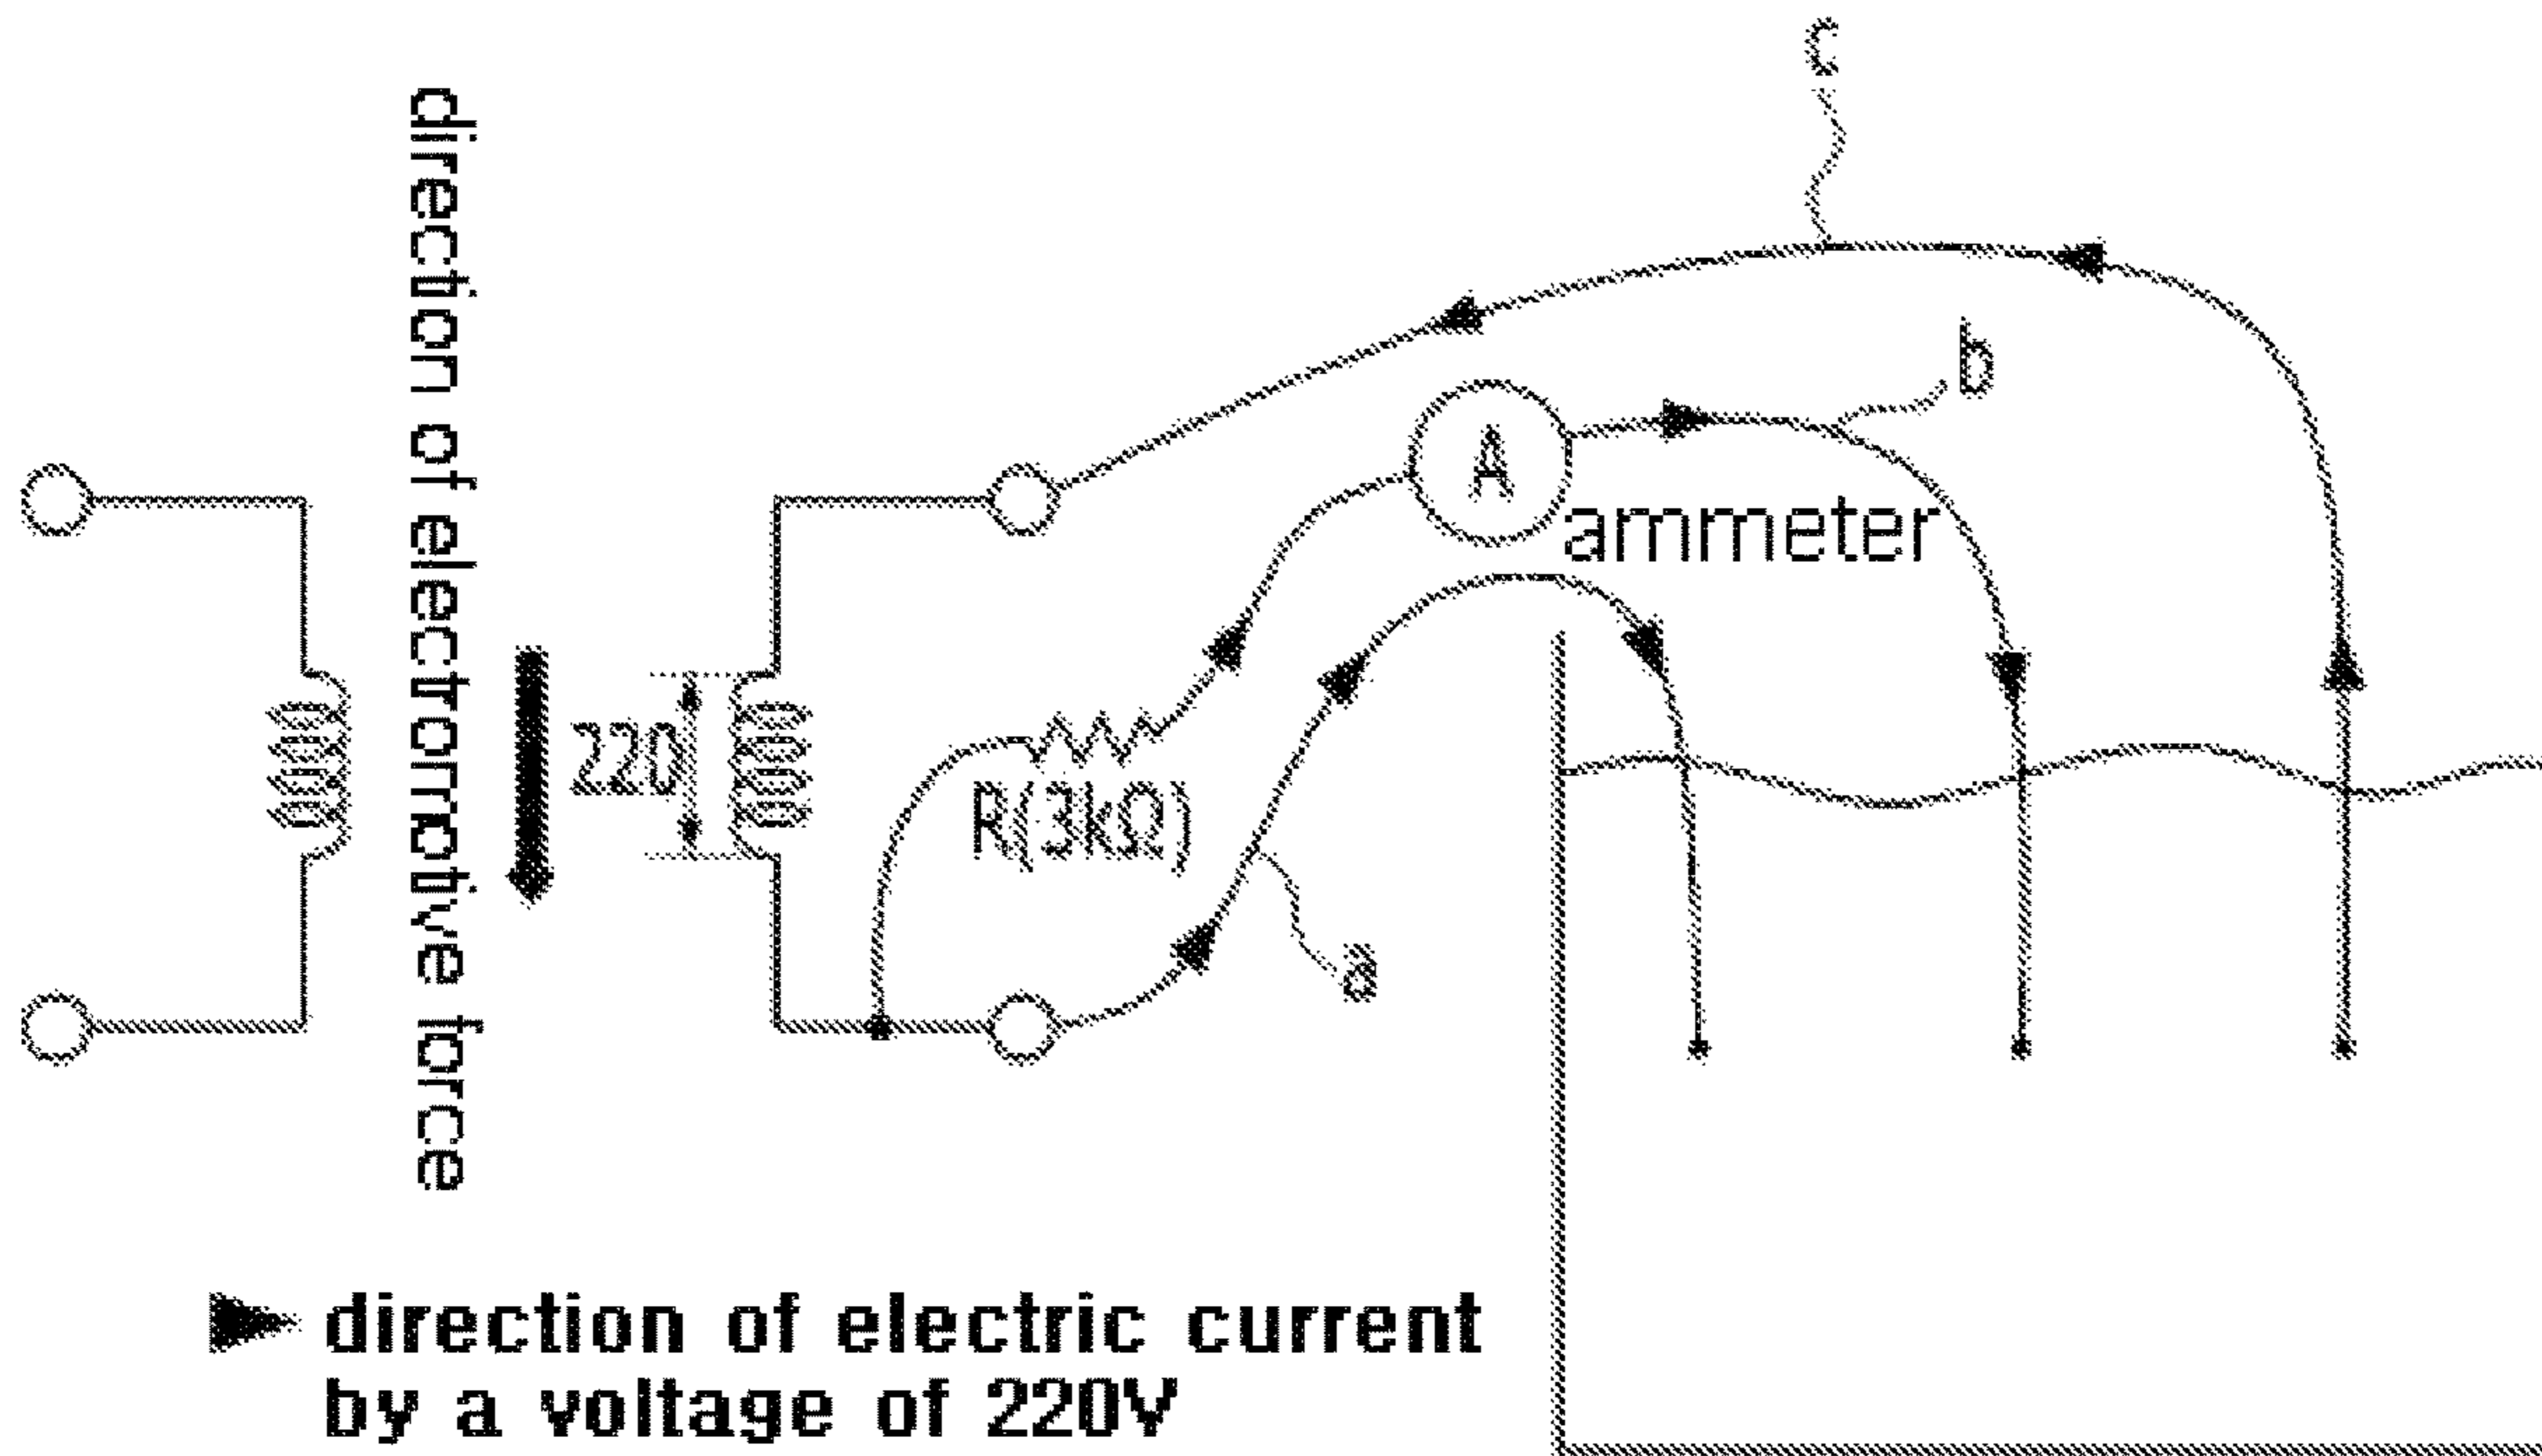 c
direction of electromotive force
b
A
ammeter
220
R(3kΩ)
a
direction of electric current
by a voltage of 220V